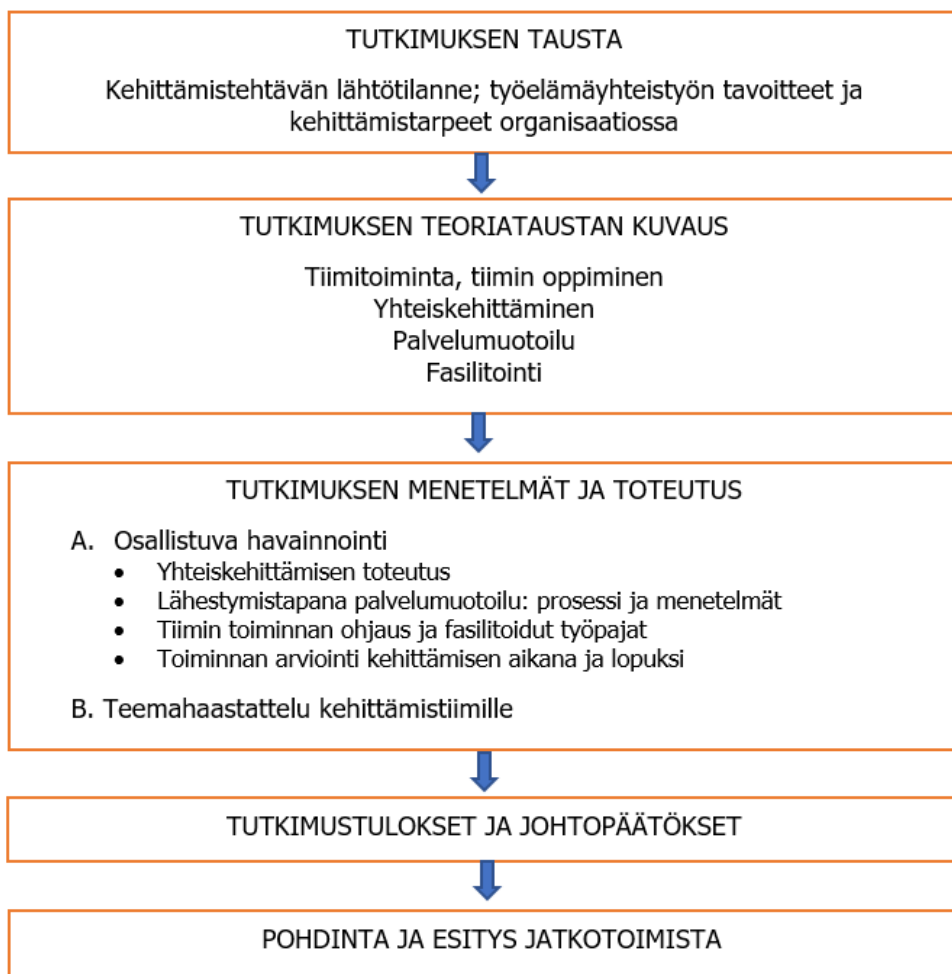 TUTKIMUKSEN TAUSTA
Kehittämistehtävän lähtötilanne; työelämäyhteistyön tavoitteet ja
kehittämistarpeet organisaatiossa
TUTKIMUKSEN TEORIATAUSTAN KUVAUS
Tiimitoiminta, tiimin oppiminen
Yhteiskehittäminen
Palvelumuotoilu
Fasilitointi
TUTKIMUKSEN MENETELMÄT JA TOTEUTUS
A. Osallistuva havainnointi
• Yhteiskehittämisen toteutus
• Lähestymistapana palvelumuotoilu: prosessi ja menetelmät
• Tiimin toiminnan ohjaus ja fasilitoidut työpajat
• Toiminnan arviointi kehittämisen aikana ja lopuksi
B. Teemahaastattelu kehittämistiimille
TUTKIMUSTULOKSET JA JOHTOPÄÄTÖKSET
POHDINTA JA ESITYS JATKOTOIMISTA